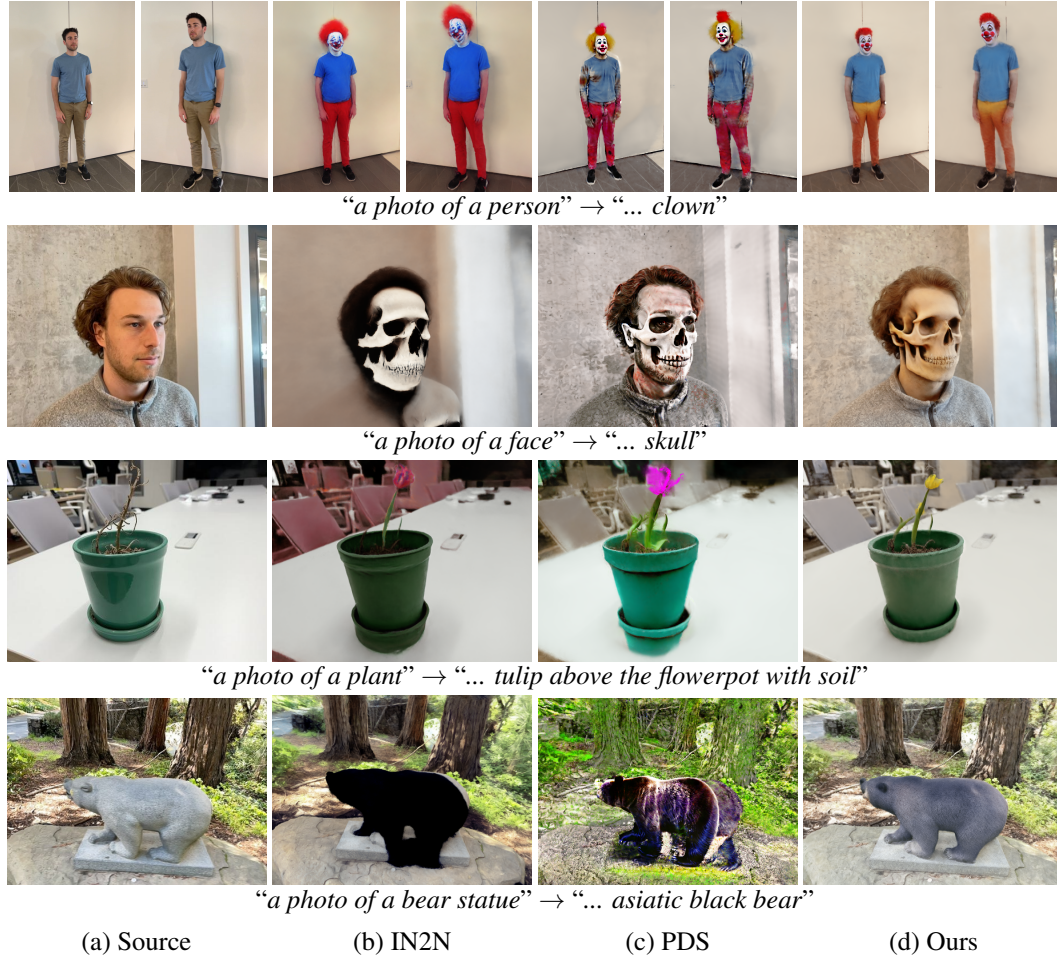 “a photo of a person” → “... clown”
“a photo of a face” → “... skull”
“a photo of a plant” → “... tulip above the flowerpot with soil”
“a photo of a bear statue” → “... asiatic black bear”
(a) Source (b) IN2N (c) PDS (d) Ours